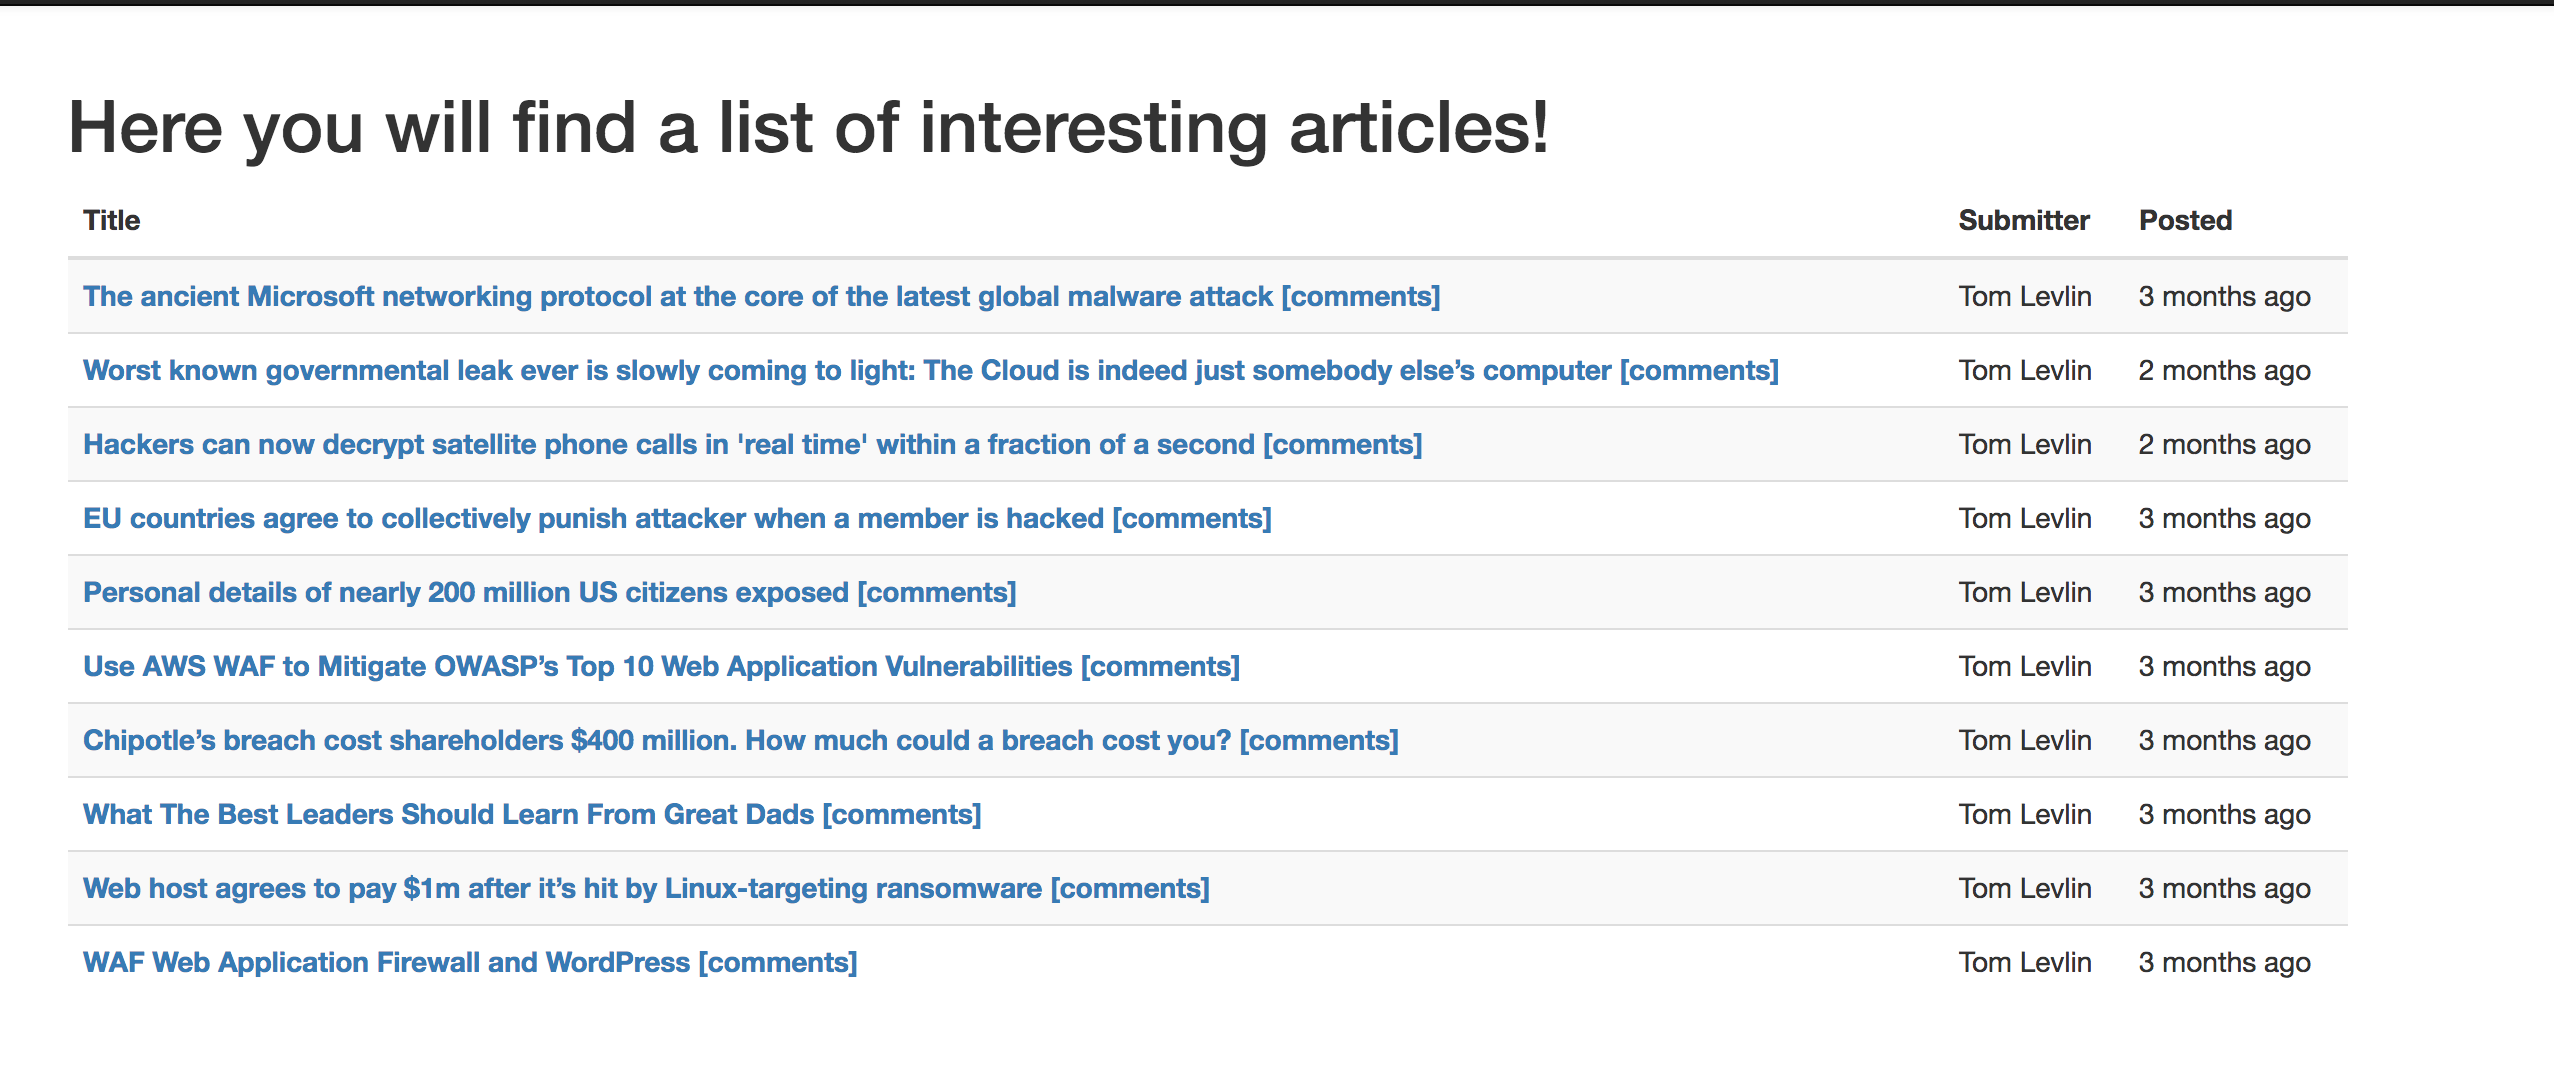 Here you will find a list of interesting articles!
Title Submitter Posted
The ancient Microsoft networking protocol at the core of the latest global malware attack [comments] Tom Levlin 3 months ago
Worst known governmental leak ever is slowly coming to light: The Cloud is indeed just somebody else’s computer [comments] Tom Levlin 2 months ago
Hackers can now decrypt satellite phone calls in 'real time' within a fraction of a second [comments] Tom Levlin 2 months ago
EU countries agree to collectively punish attacker when a member is hacked [comments] Tom Levlin 3 months ago
Personal details of nearly 200 million US citizens exposed [comments] Tom Levlin 3 months ago
Use AWS WAF to Mitigate OWASP’s Top 10 Web Application Vulnerabilities [comments] Tom Levlin 3 months ago
Chipotle’s breach cost shareholders $400 million. How much could a breach cost you? [comments] Tom Levlin 3 months ago
What The Best Leaders Should Learn From Great Dads [comments] Tom Levlin 3 months ago
Web host agrees to pay $1m after it’s hit by Linux-targeting ransomware [comments] Tom Levlin 3 months ago
WAF Web Application Firewall and WordPress [comments] Tom Levlin 3 months ago